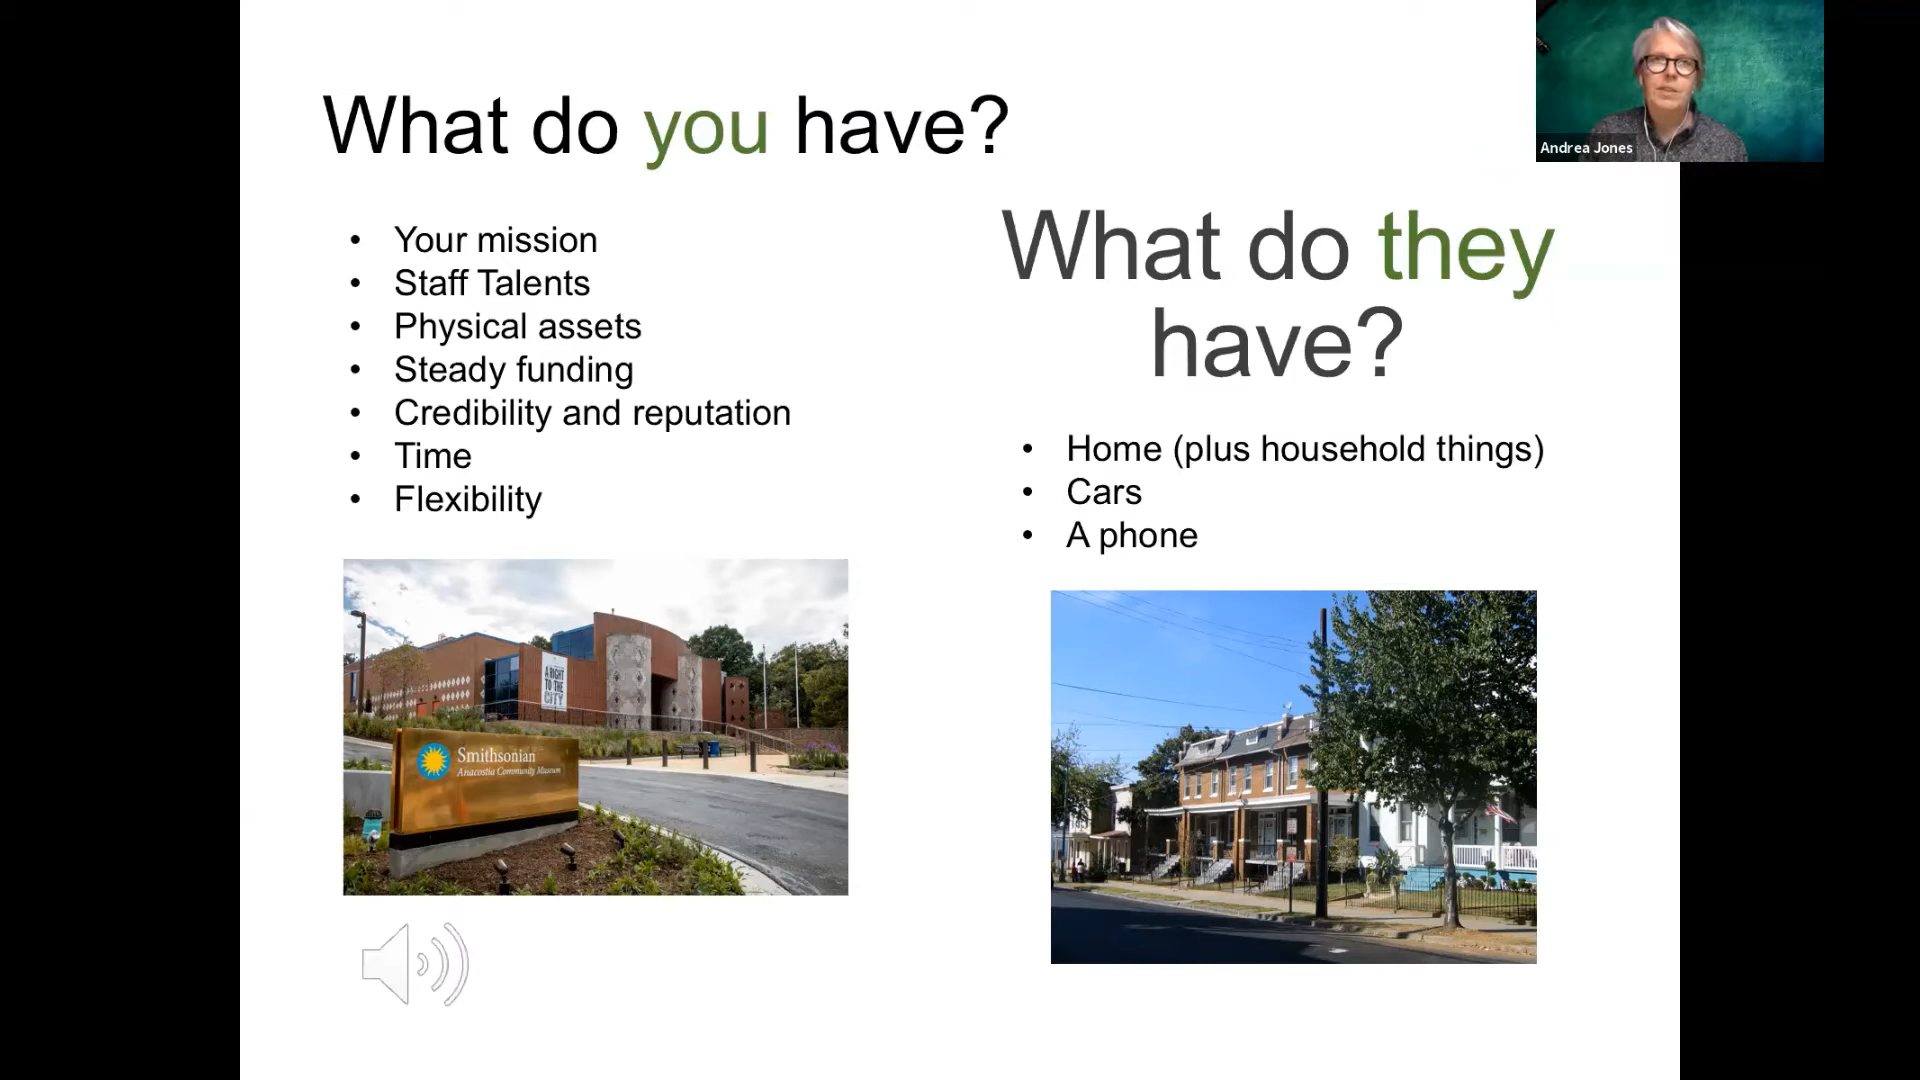 What do you have?
• Your mission
• Staff Talents
• Physical assets
• Steady funding
• Credibility and reputation
• Time
• Flexibility
A RIGHT
TO THE
CITY
Smithsonian
Anacostia Community Museum
What do they
have?
• Home (plus household things)
• Cars
• A phone
Andrea Jones